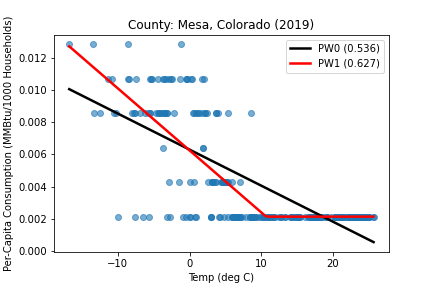 County: Mesa, Colorado (2019)
Per-Capita Consumption (MMBtu/1000 Households)
0.012
0.010
0.008
0.006
0.004
0.002
0.000
PW0 (0.536)
PW1 (0.627)
−10 0 10 20
Temp (deg C)